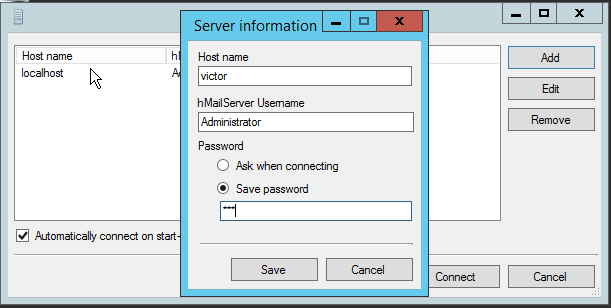 Server information
Host name
victor
hMailServer Username
Administrator
Password
Ask when connecting
Save password
***
Save
Cancel
Host name
localhost
Add
Edit
Remove
Automatically connect on start-
Connect
Cancel